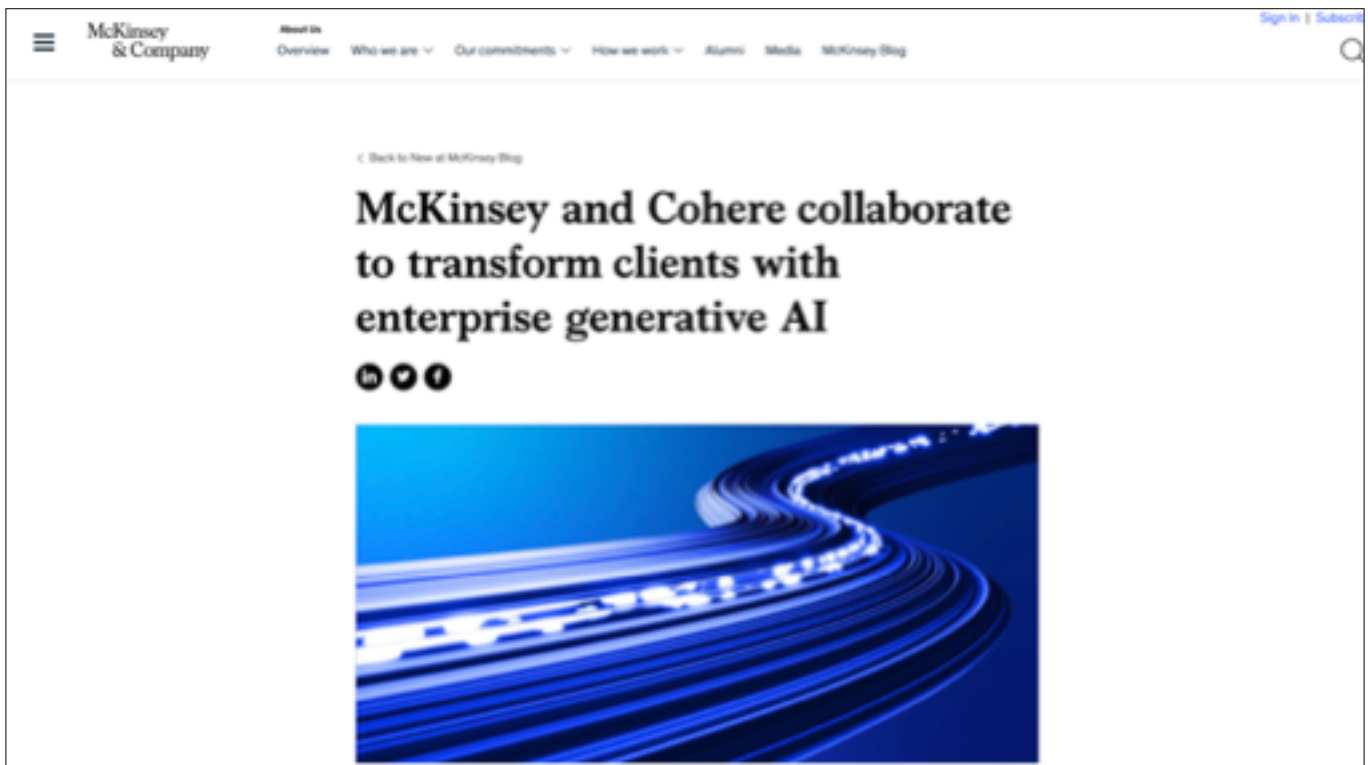 Sign In | Subscrib
McKinsey
& Company
About Us
Overview Who we are Our commitments How we work Alumni Media McKinsey Blog
< Back to New at McKinsey Blog
McKinsey and Cohere collaborate
to transform clients with
enterprise generative AI
in f